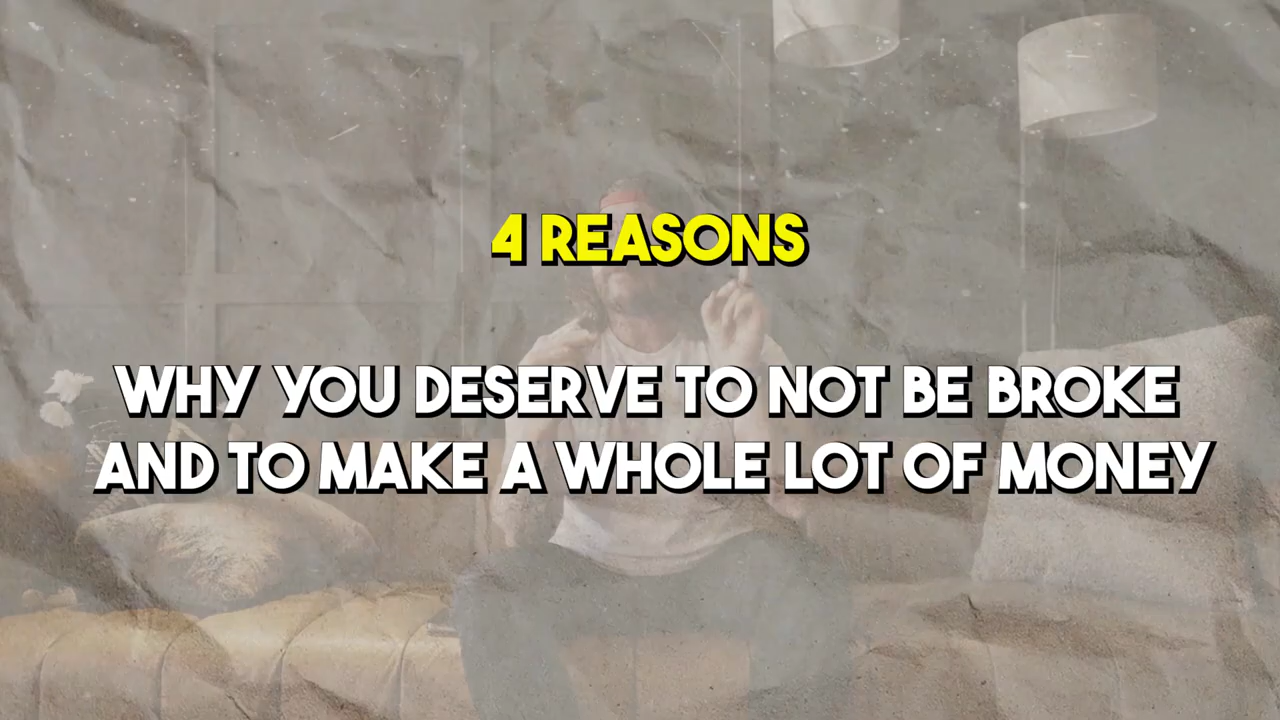 4 REASONS
WHY YOU DESERVE TO NOT BE BROKE
AND TO MAKE A WHOLE LOT OF MONEY